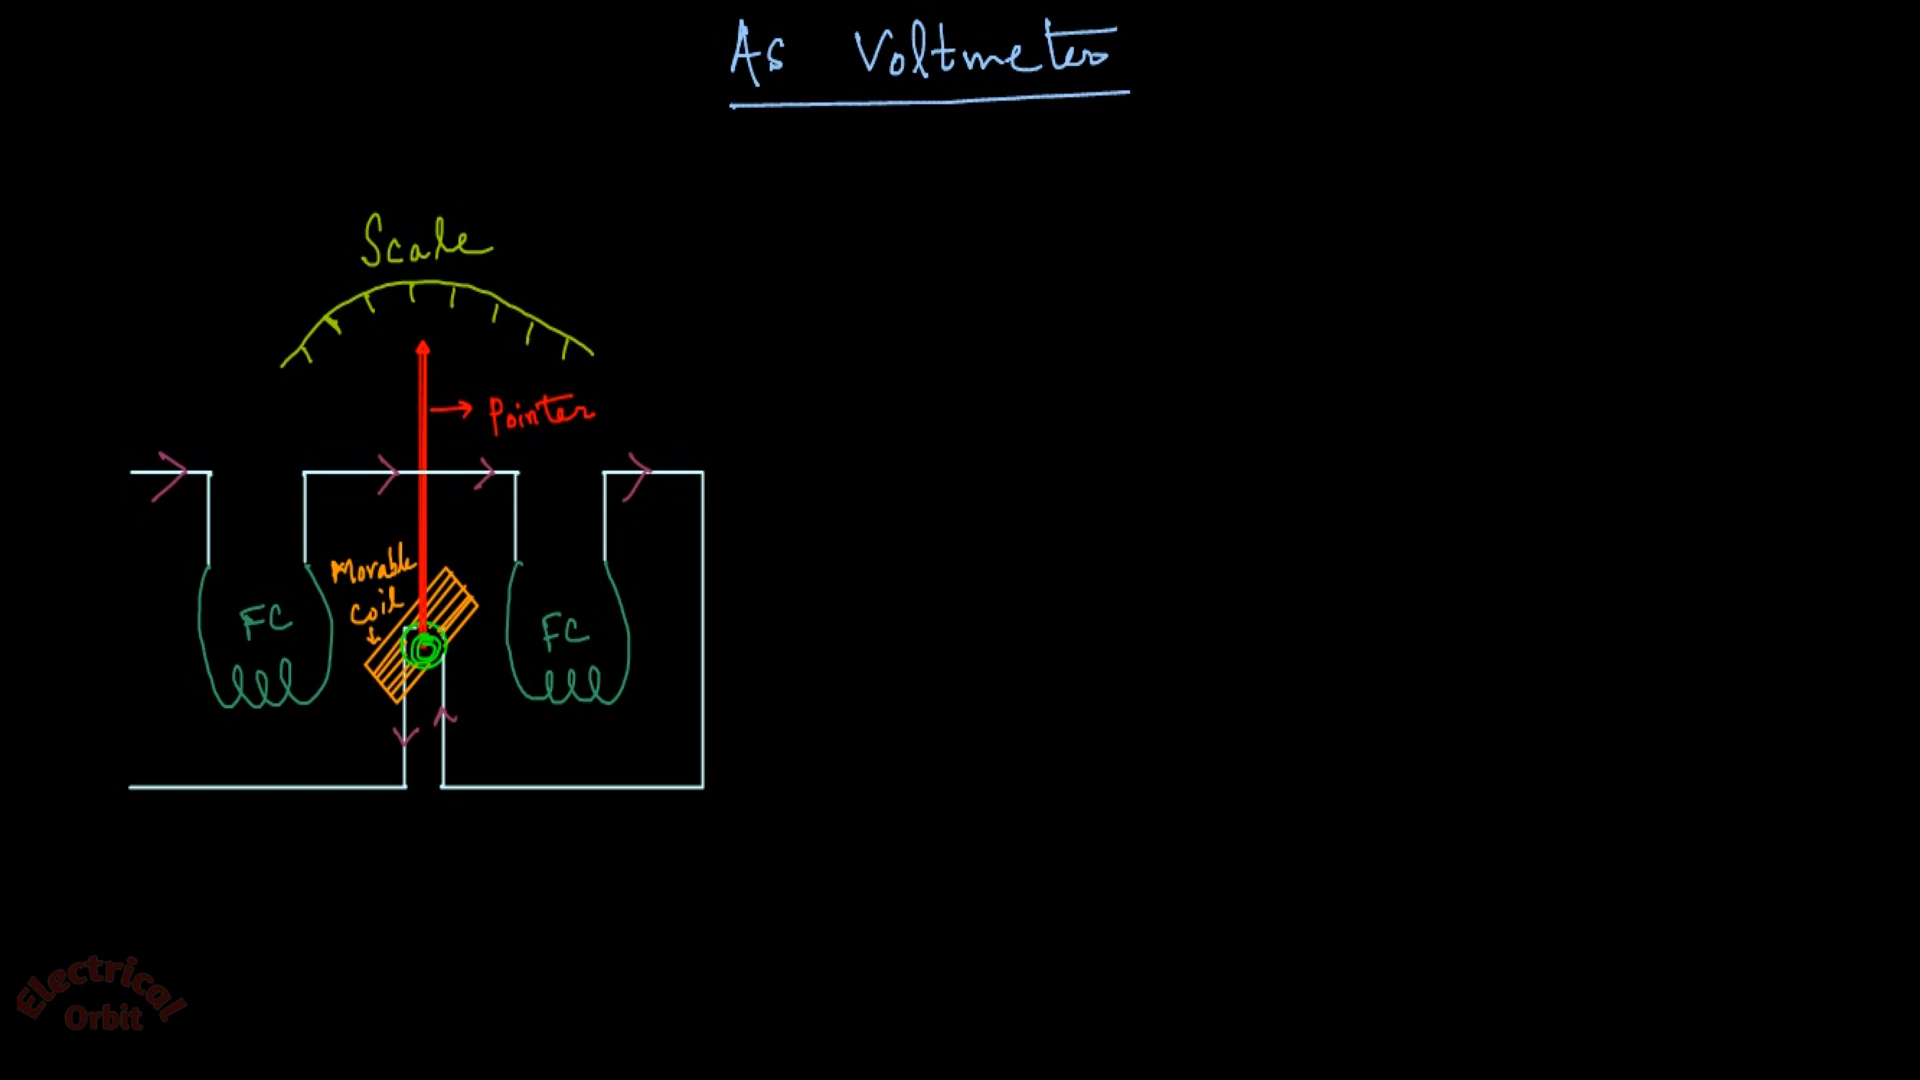 As Voltmeter
Scale
Pointer
Movable
Coil
FC
FC
Electrical
Orbit